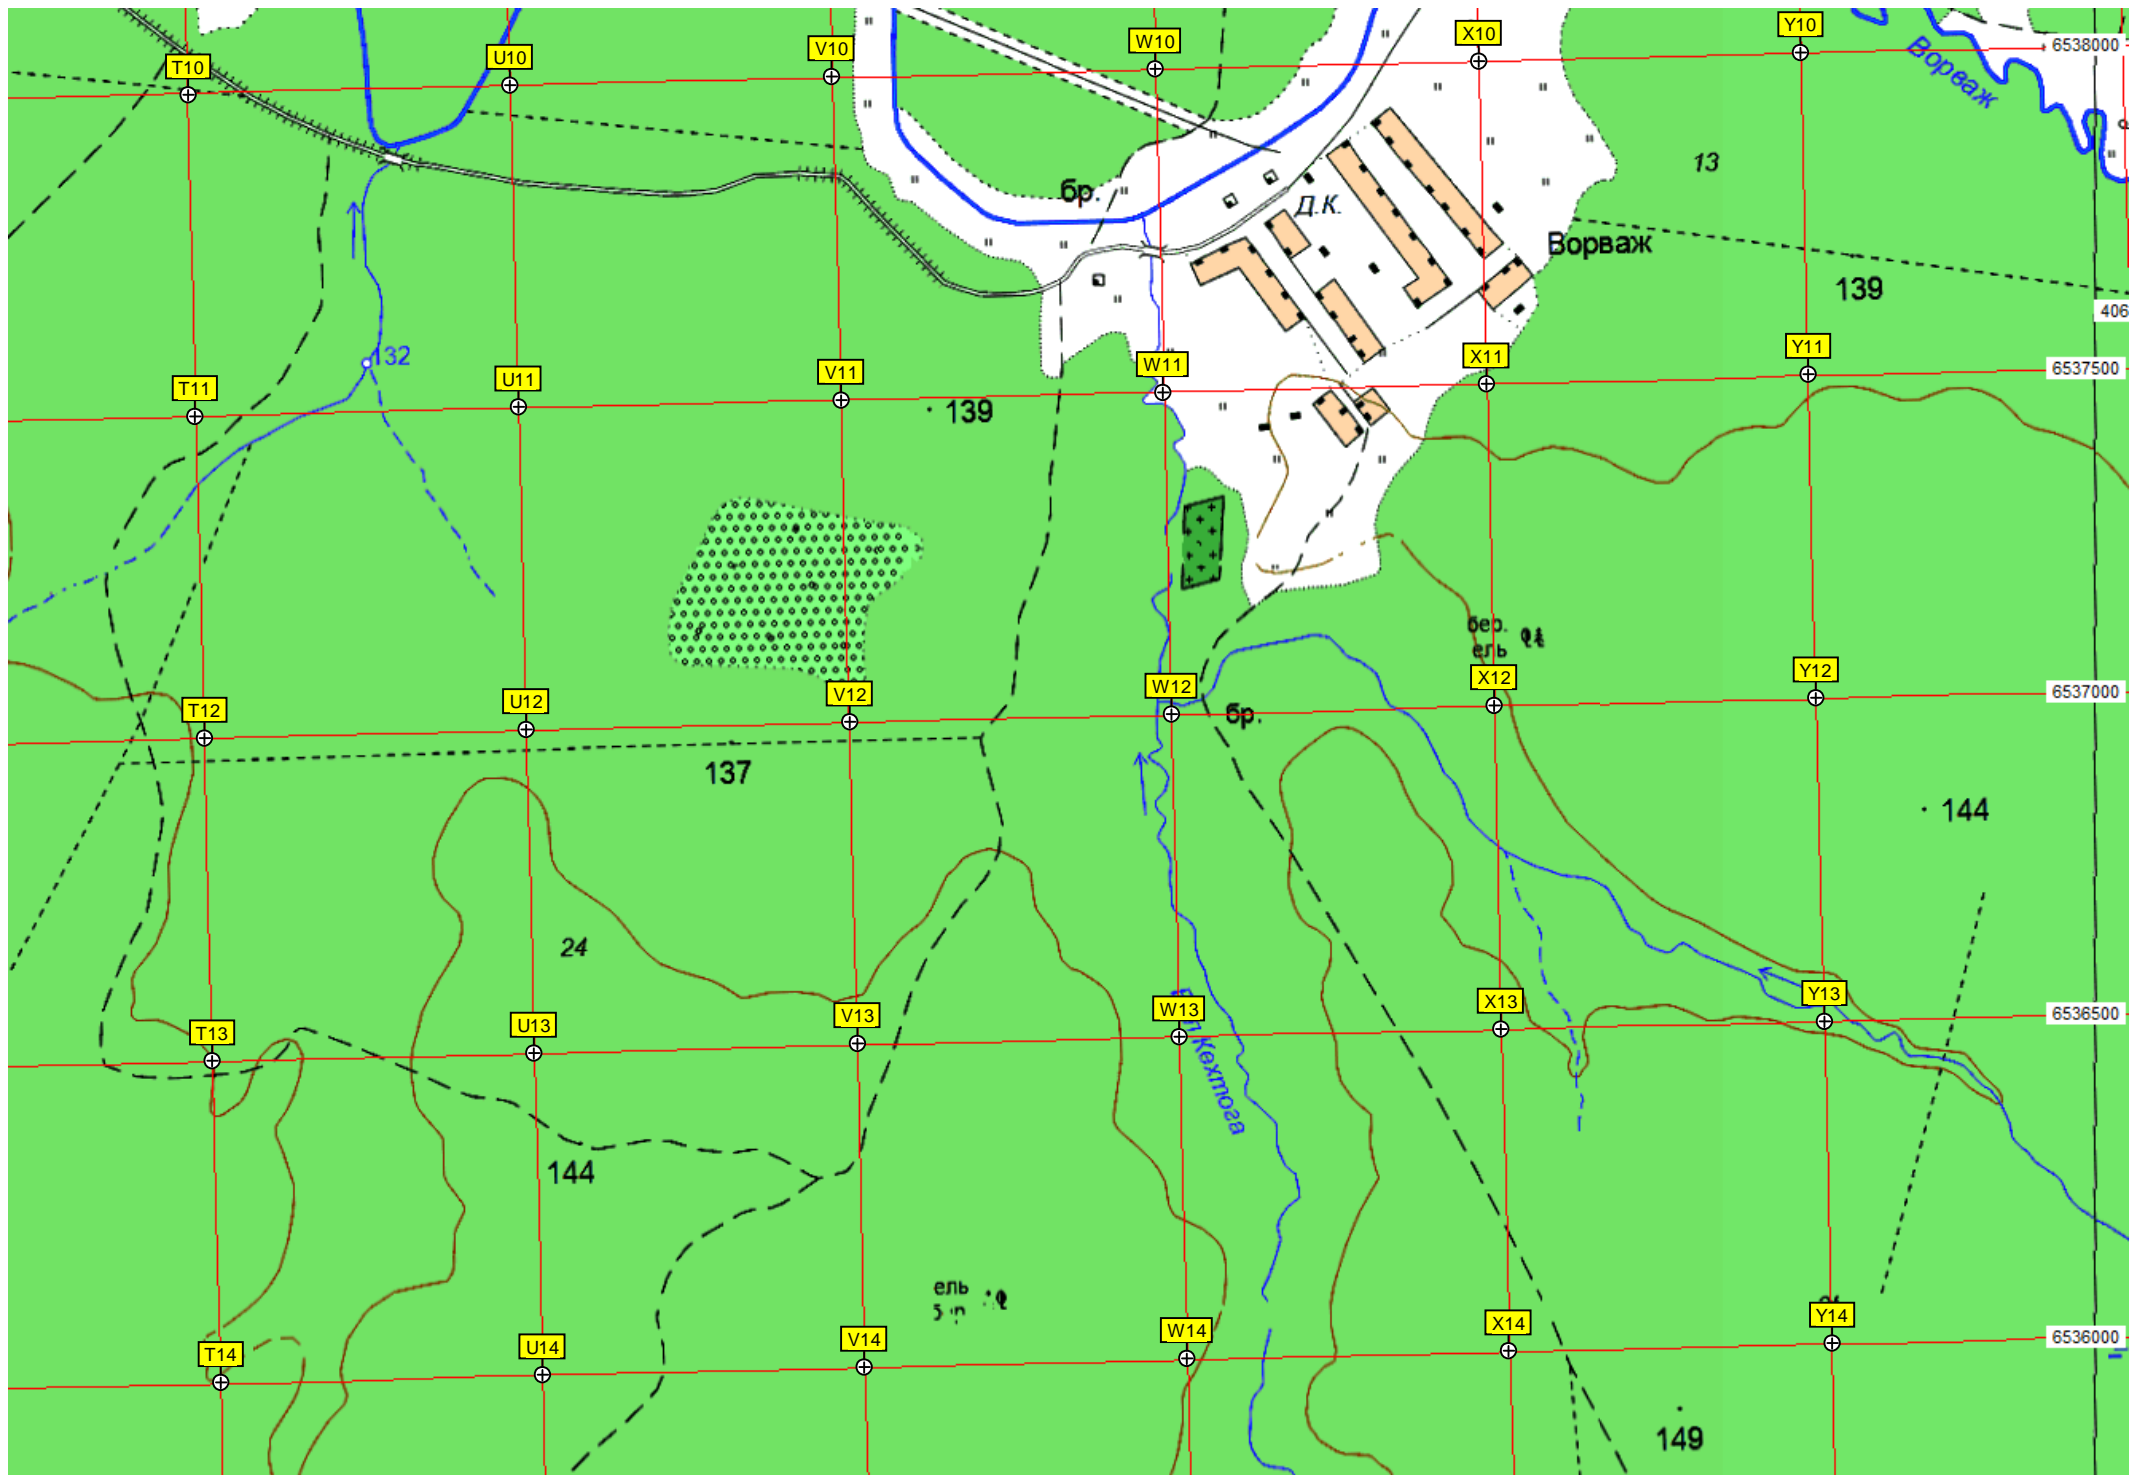 T10
U10
V10
W10
X10
Y10
6538000
Ворваж
13
бр.
Д.К.
Ворваж
139
406
132
T11
U11
V11
W11
X11
Y11
6537500
139
бер.
ель
T12
U12
V12
W12
X12
Y12
6537000
бр.
137
144
24
T13
U13
V13
W13
X13
Y13
6536500
Кехтога
144
ель
T14
U14
V14
W14
X14
Y14
6536000
149